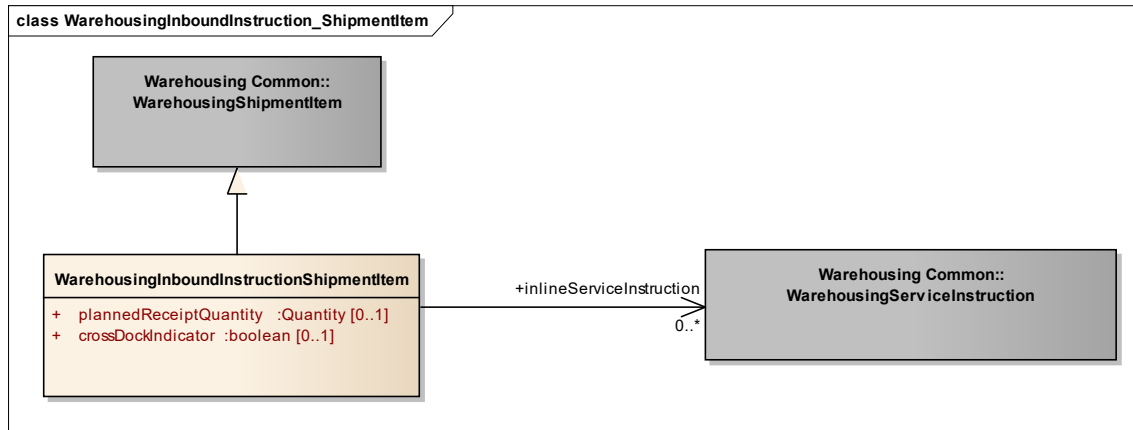 class WarehousingInboundInstruction_ShipmentItem
Warehousing Common::
WarehousingShipmentItem
WarehousingInboundInstructionShipmentItem
+ plannedReceiptQuantity :Quantity [0..1]
+ crossDockIndicator :boolean [0..1]
+inlineServiceInstruction
0..*
Warehousing Common::
WarehousingServiceInstruction